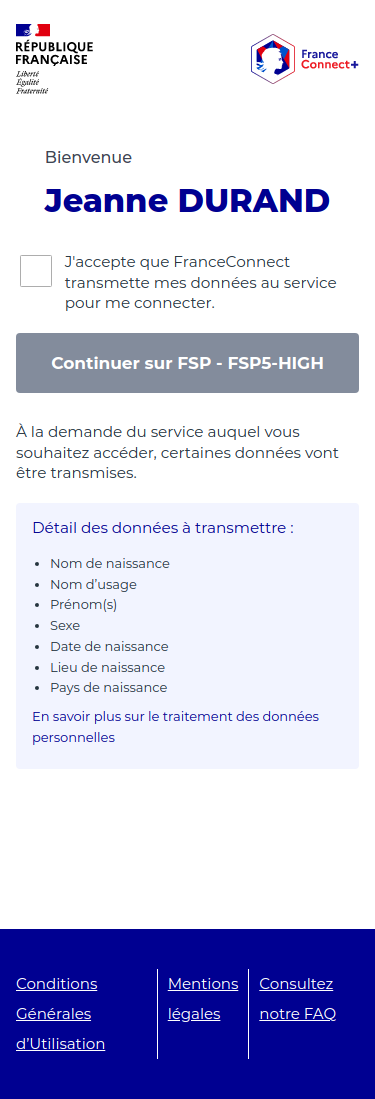 RÉPUBLIQUE
FRANÇAISE
Liberté
Égalité
Fraternité
France
Connect+
Bienvenue
Jeanne DURAND
J'accepte que FranceConnect
transmette mes données au service
pour me connecter.
Continuer sur FSP - FSP5-HIGH
À la demande du service auquel vous
souhaitez accéder, certaines données vont
être transmises.
Détail des données à transmettre :
• Nom de naissance
• Nom d’usage
• Prénom(s)
• Sexe
• Date de naissance
• Lieu de naissance
• Pays de naissance
En savoir plus sur le traitement des données
personnelles
Conditions
Générales
d’Utilisation
Mentions
légales
Consultez
notre FAQ